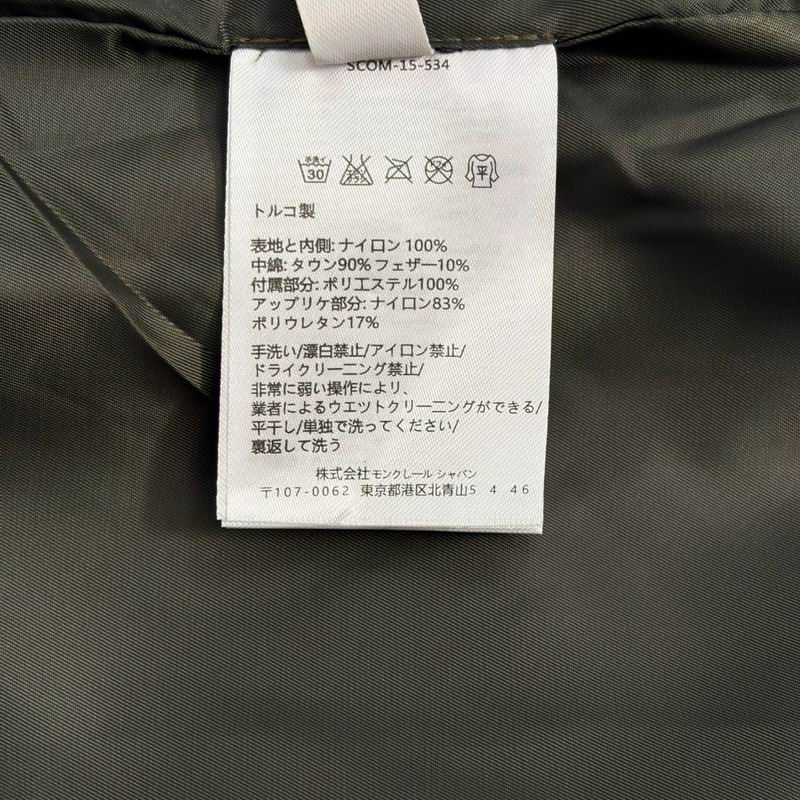 SCOM-15-534
手洗イ
30
平
トルコ製
表地と内側: ナイロン 100%
中綿: タウン90% フェザー10%
付属部分: ポリエステル100%
アップリケ部分: ナイロン83%
ポリウレタン17%
手洗い/漂白禁止/アイロン禁止/
ドライクリーニング禁止/
非常に弱い操作により、
業者によるウエットクリーニングができる/
平干し/単独で洗ってください/
裏返して洗う
株式会社モンクレール シャパン
〒107-0062 東京都港区北青山5 4 46